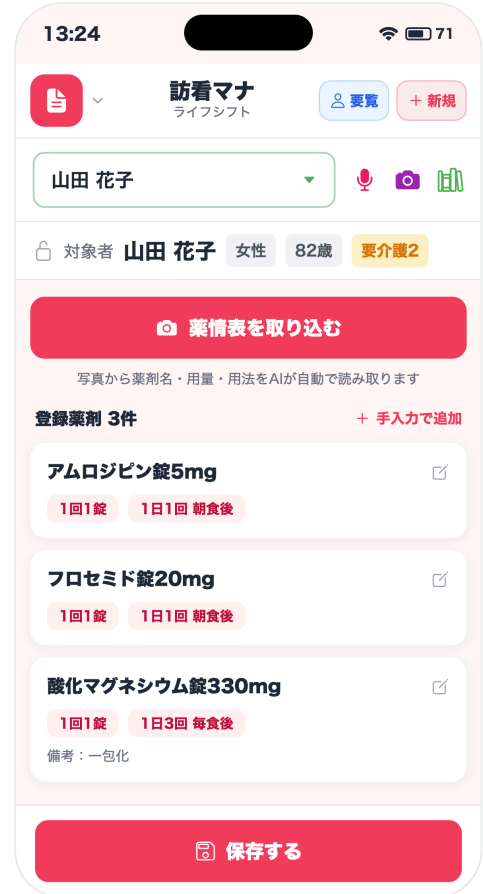 13:24 71
訪看マナ
ライフシフト
要覧
+ 新規
山田 花子
対象者 山田 花子 女性 82歳 要介護2
薬情表を取り込む
写真から薬剤名・用量・用法をAIが自動で読み取ります
登録薬剤 3件 + 手入力で追加
アムロジピン錠5mg
1回1錠 1日1回 朝食後
フロセミド錠20mg
1回1錠 1日1回 朝食後
酸化マグネシウム錠330mg
1回1錠 1日3回 毎食後
備考：一包化
保存する